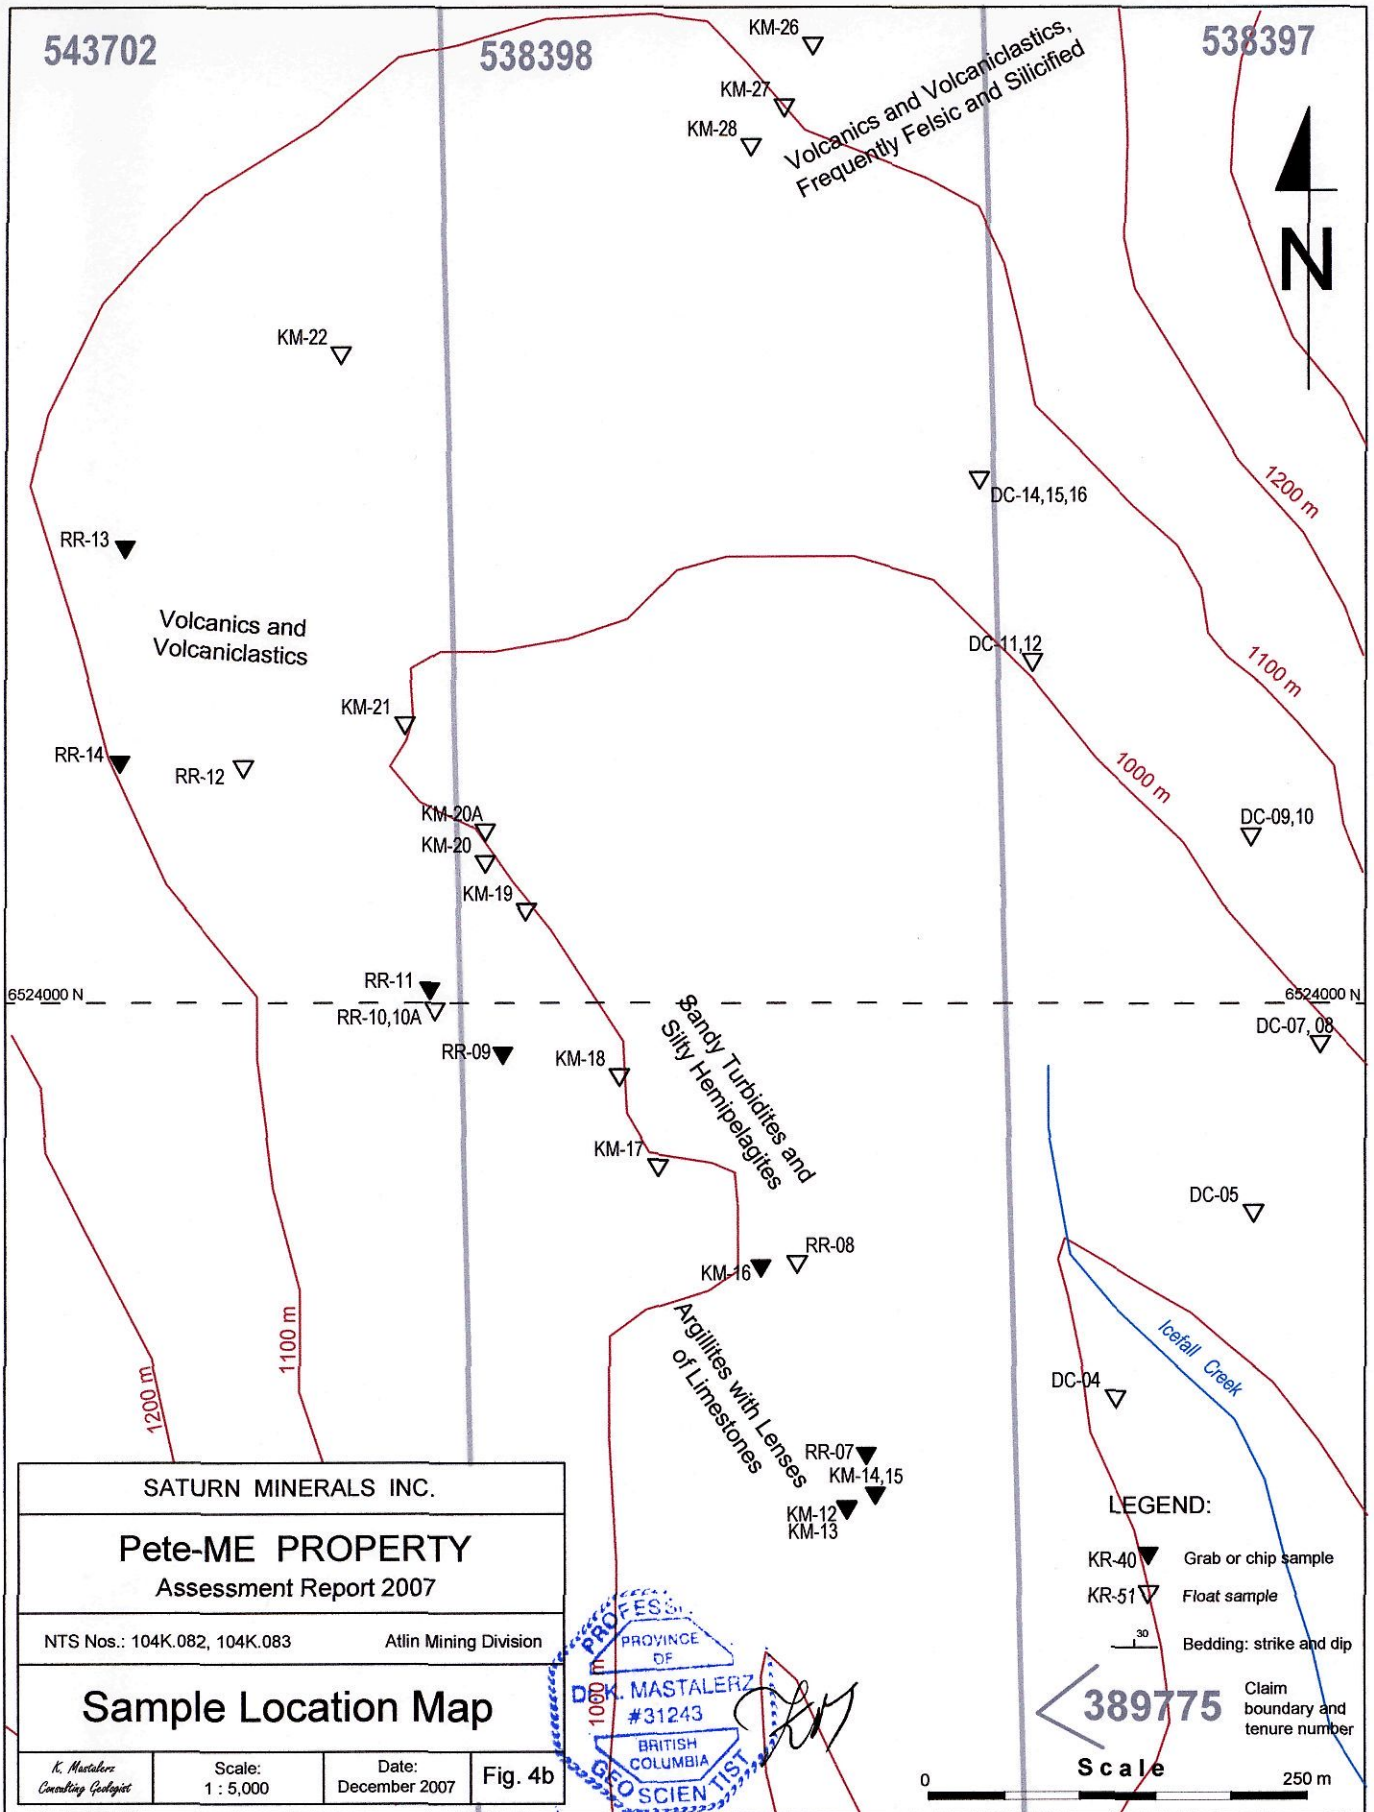 543702
538398
538397
KM-26
KM-27
KM-28
Volcanics and Volcaniclastics,
Frequently Felsic and Silicified
N
KM-22
1200 m
DC-14,15,16
RR-13
Volcanics and
Volcaniclastics
DC-11,12
1100 m
KM-21
RR-14
RR-12
1000 m
KM-20A
KM-20
DC-09,10
KM-19
RR-11
6524000 N
6524000 N
RR-10,10A
DC-07, 08
RR-09
KM-18
Sandy Turbidites and
Silty Hemipelagites
KM-17
DC-05
RR-08
KM-16
Argillites with Lenses
of Limestones
1100 m
1200 m
Icefall Creek
DC-04
RR-07
KM-14,15
KM-12
KM-13
SATURN MINERALS INC.
Pete-ME PROPERTY
Assessment Report 2007
NTS Nos.: 104K.082, 104K.083
Atlin Mining Division
Sample Location Map
K. Mastalerz
Consulting Geologist
Scale:
1 : 5,000
Date:
December 2007
Fig. 4b
1000 m
PROFESSI
PROVINCE
OF
K. MASTALERZ
#31243
BRITISH
COLUMBIA
GEOSCIENTIST
LEGEND:
KR-40
Grab or chip sample
KR-51
Float sample
30
Bedding: strike and dip
389775
Claim
boundary and
tenure number
Scale
0
250 m